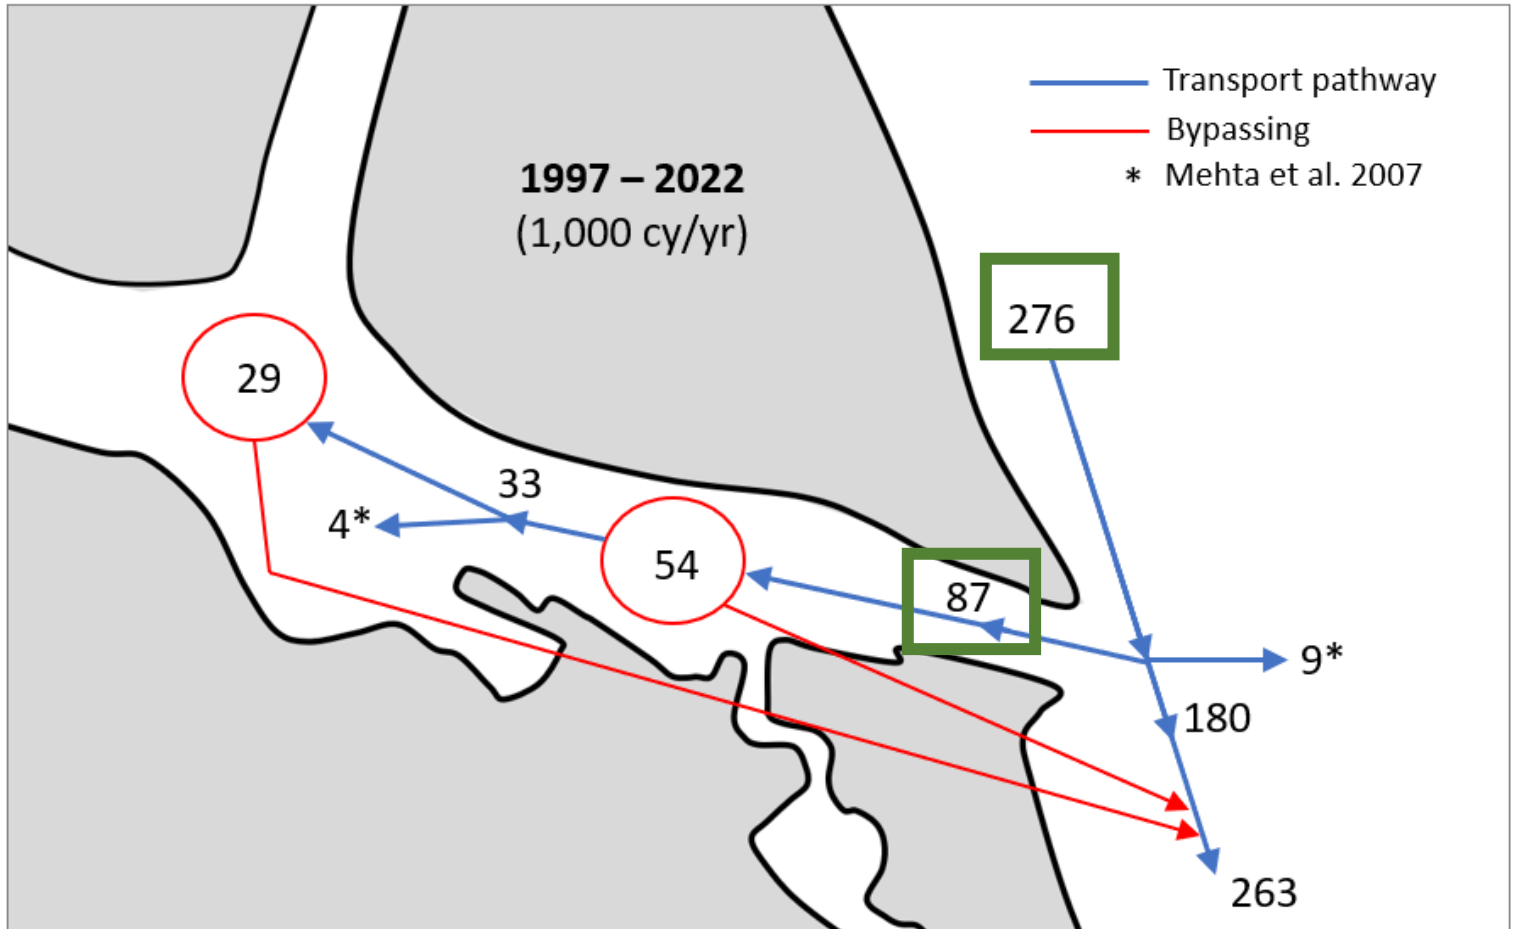 Transport pathway
Bypassing
* Mehta et al. 2007
1997 – 2022
(1,000 cy/yr)
276
29
33
4*
54
87
9*
180
263